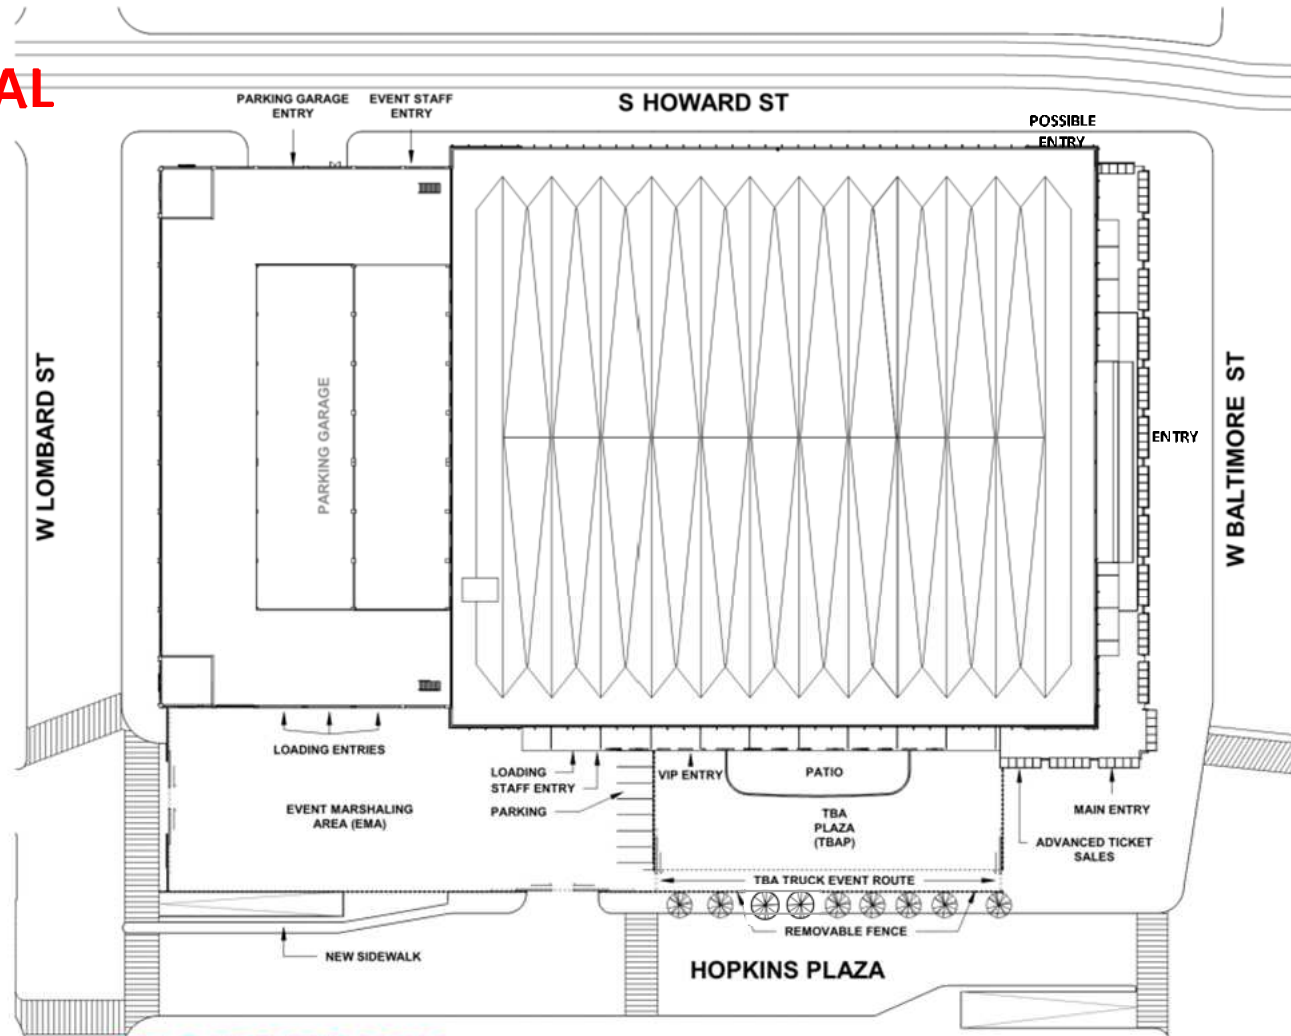 AL
PARKING GARAGE
ENTRY
EVENT STAFF
ENTRY
S HOWARD ST
POSSIBLE
ENTRY
W LOMBARD ST
PARKING GARAGE
ENTRY
W BALTIMORE ST
LOADING ENTRIES
LOADING
STAFF ENTRY
PARKING
VIP ENTRY
PATIO
EVENT MARSHALING
AREA (EMA)
TBA
PLAZA
(TBAP)
MAIN ENTRY
ADVANCED TICKET
SALES
TBA TRUCK EVENT ROUTE
REMOVABLE FENCE
NEW SIDEWALK
HOPKINS PLAZA